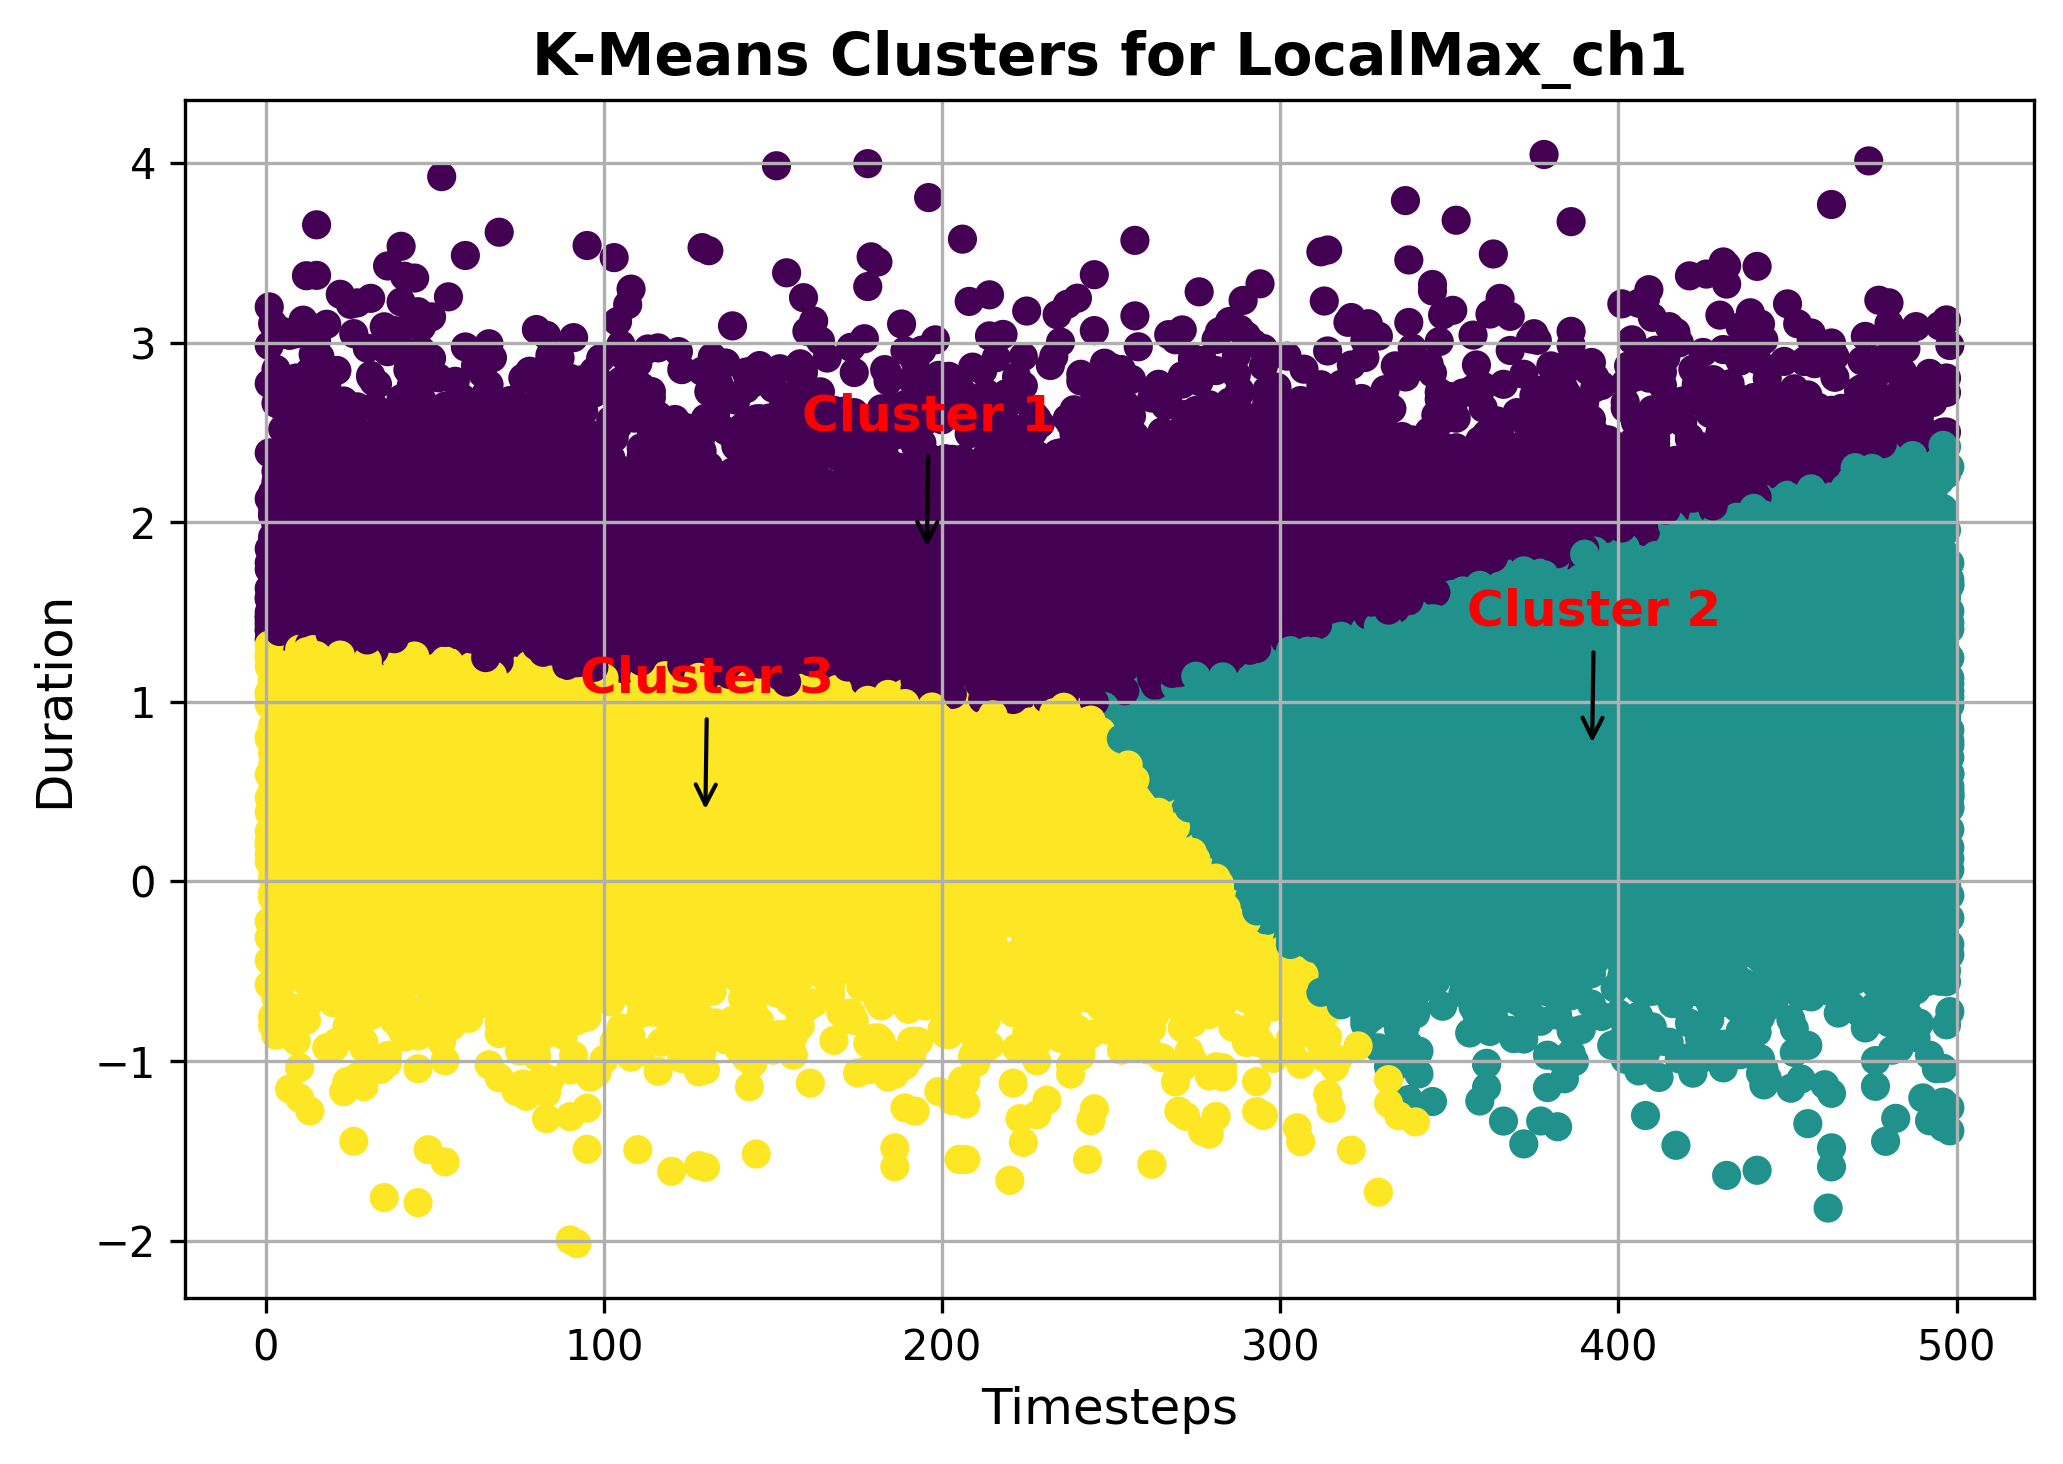 K-Means Clusters for LocalMax_ch1
4
3
2
1
0
−1
−2
Duration
Cluster 1
Cluster 2
Cluster 3
0 100 200 300 400 500
Timesteps